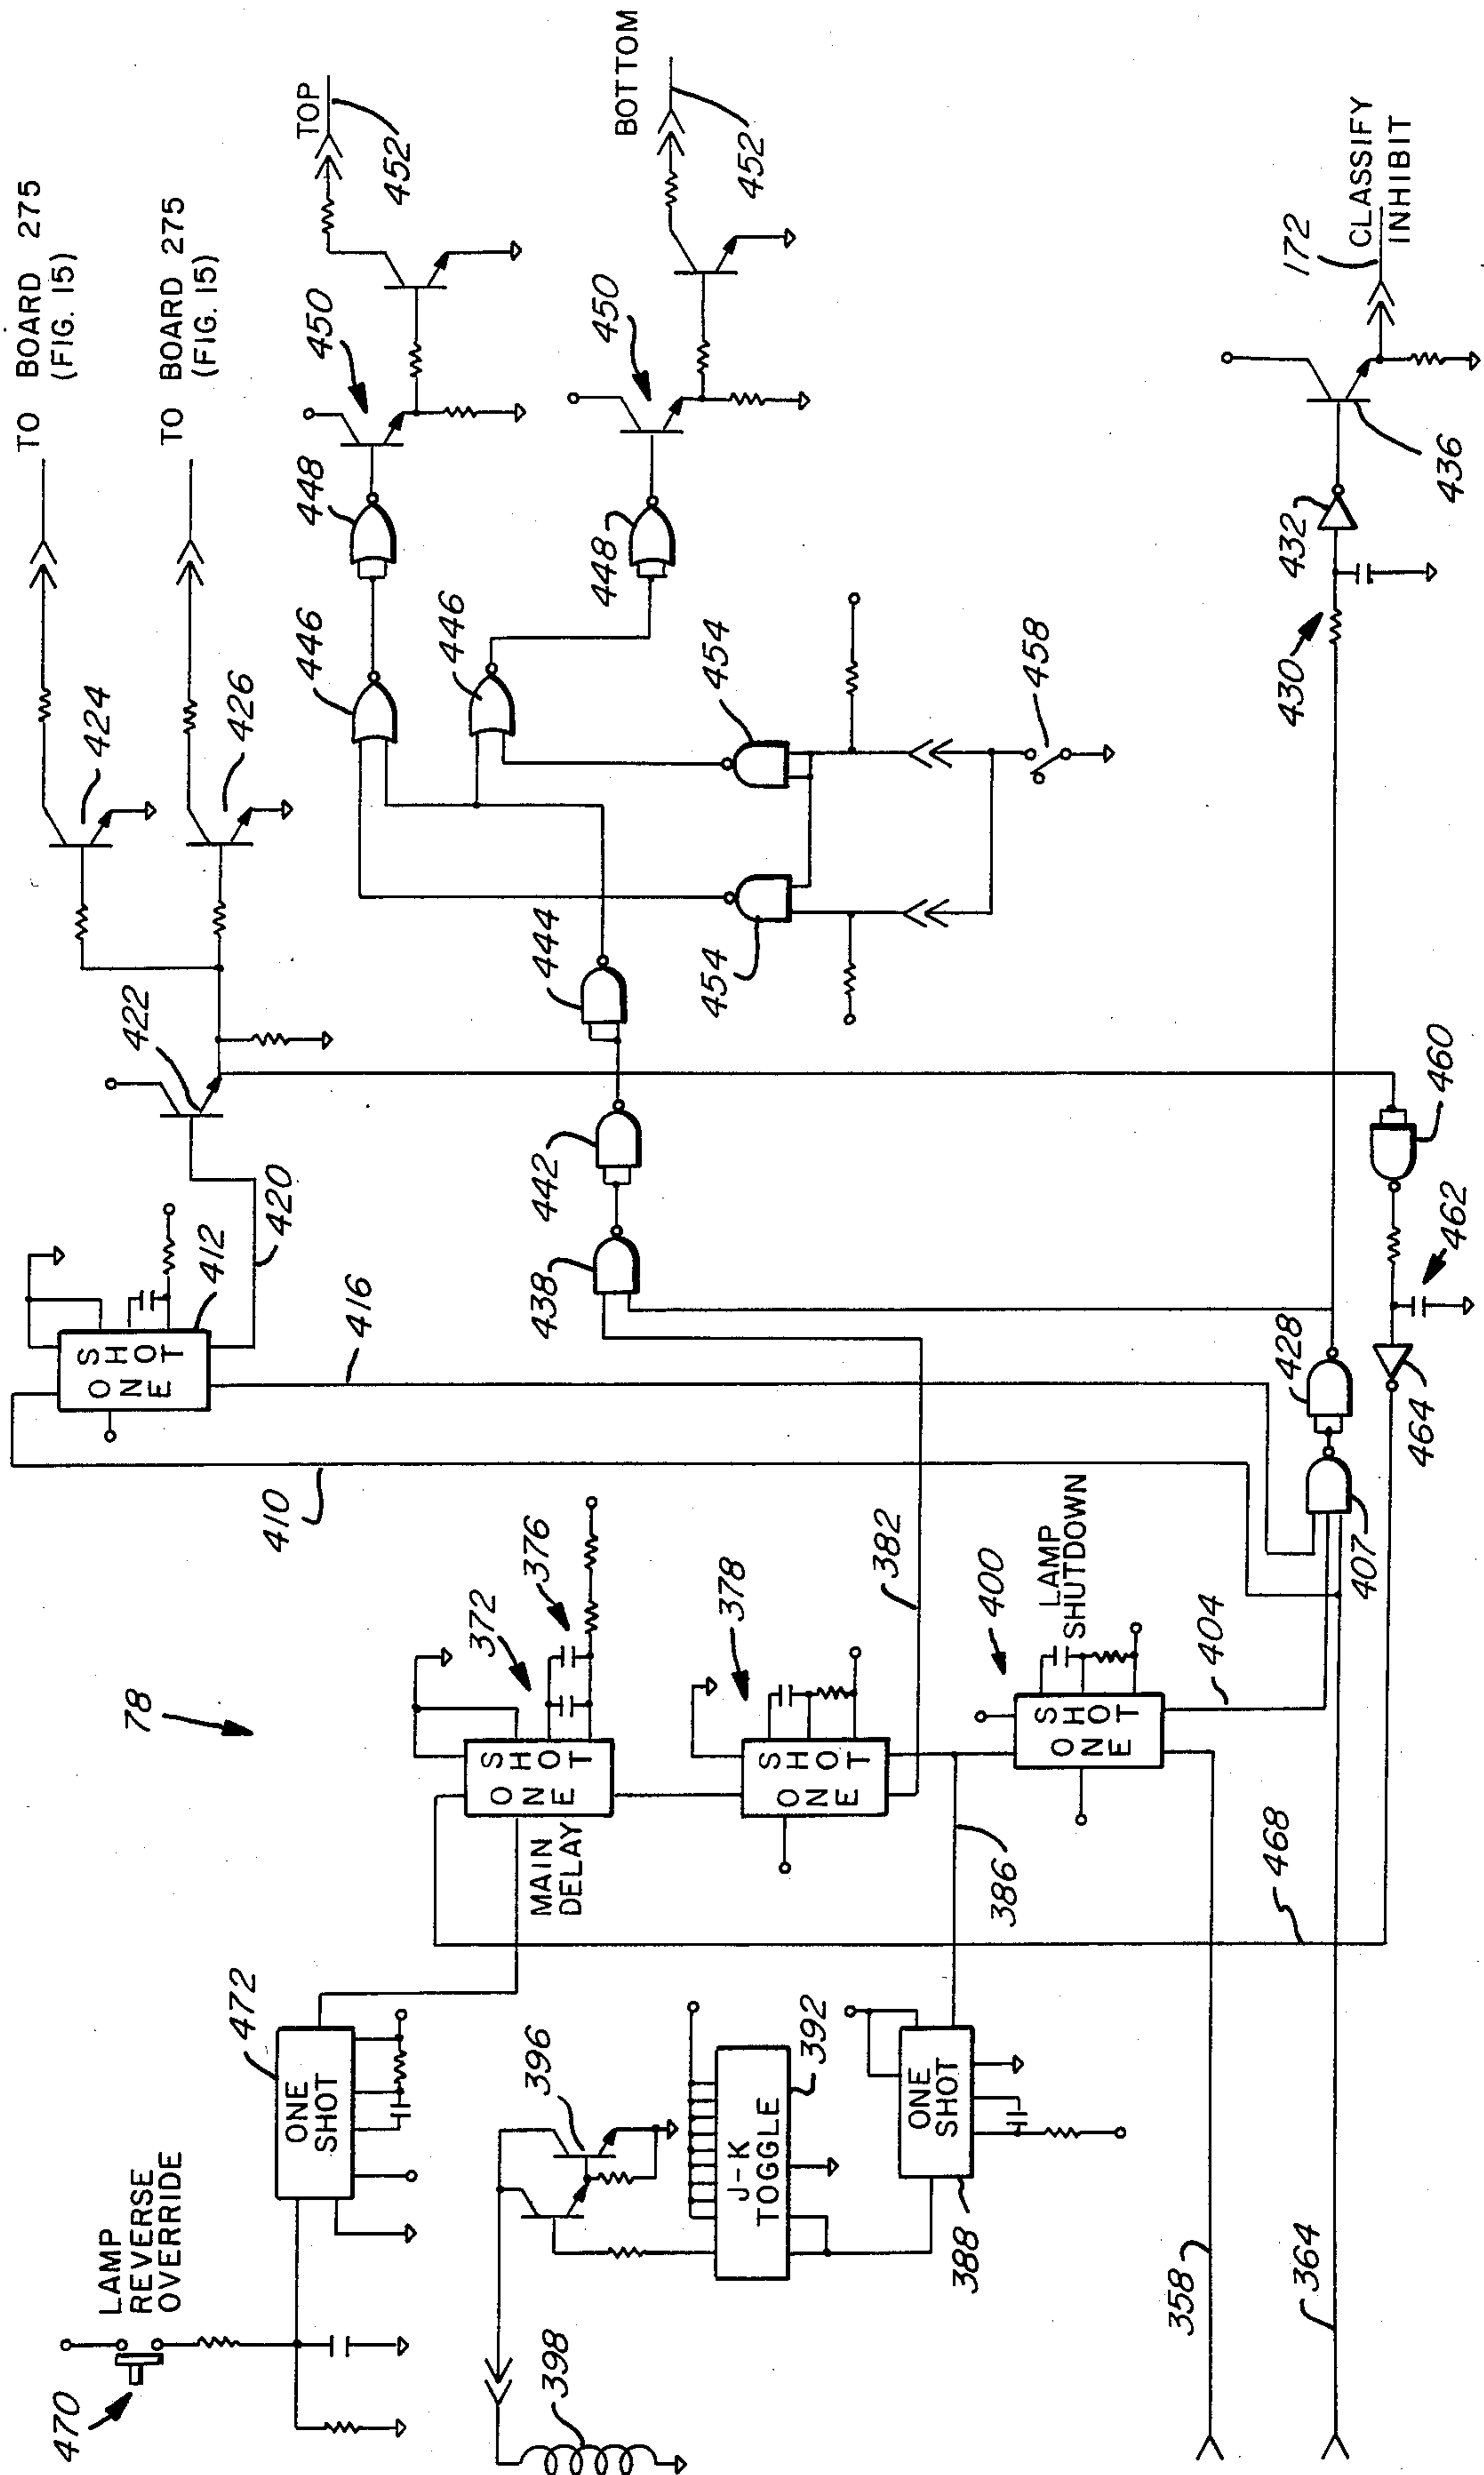 TO BOARD 275
(FIG. 15)
TO BOARD 275
(FIG. 15)
TOP
452
BOTTOM
452
172
CLASSIFY
INHIBIT
424
426
422
420
412
ONE
SHOT
416
410
450
450
448
448
446
446
454
454
458
444
442
438
430
432
436
460
462
464
428
407
78
372
376
ONE
SHOT
MAIN
DELAY
378
ONE
SHOT
382
386
400
LAMP
SHUTDOWN
ONE
SHOT
404
468
472
ONE
SHOT
LAMP
REVERSE
OVERRIDE
470
396
398
J-K
TOGGLE
392
ONE
SHOT
388
358
364